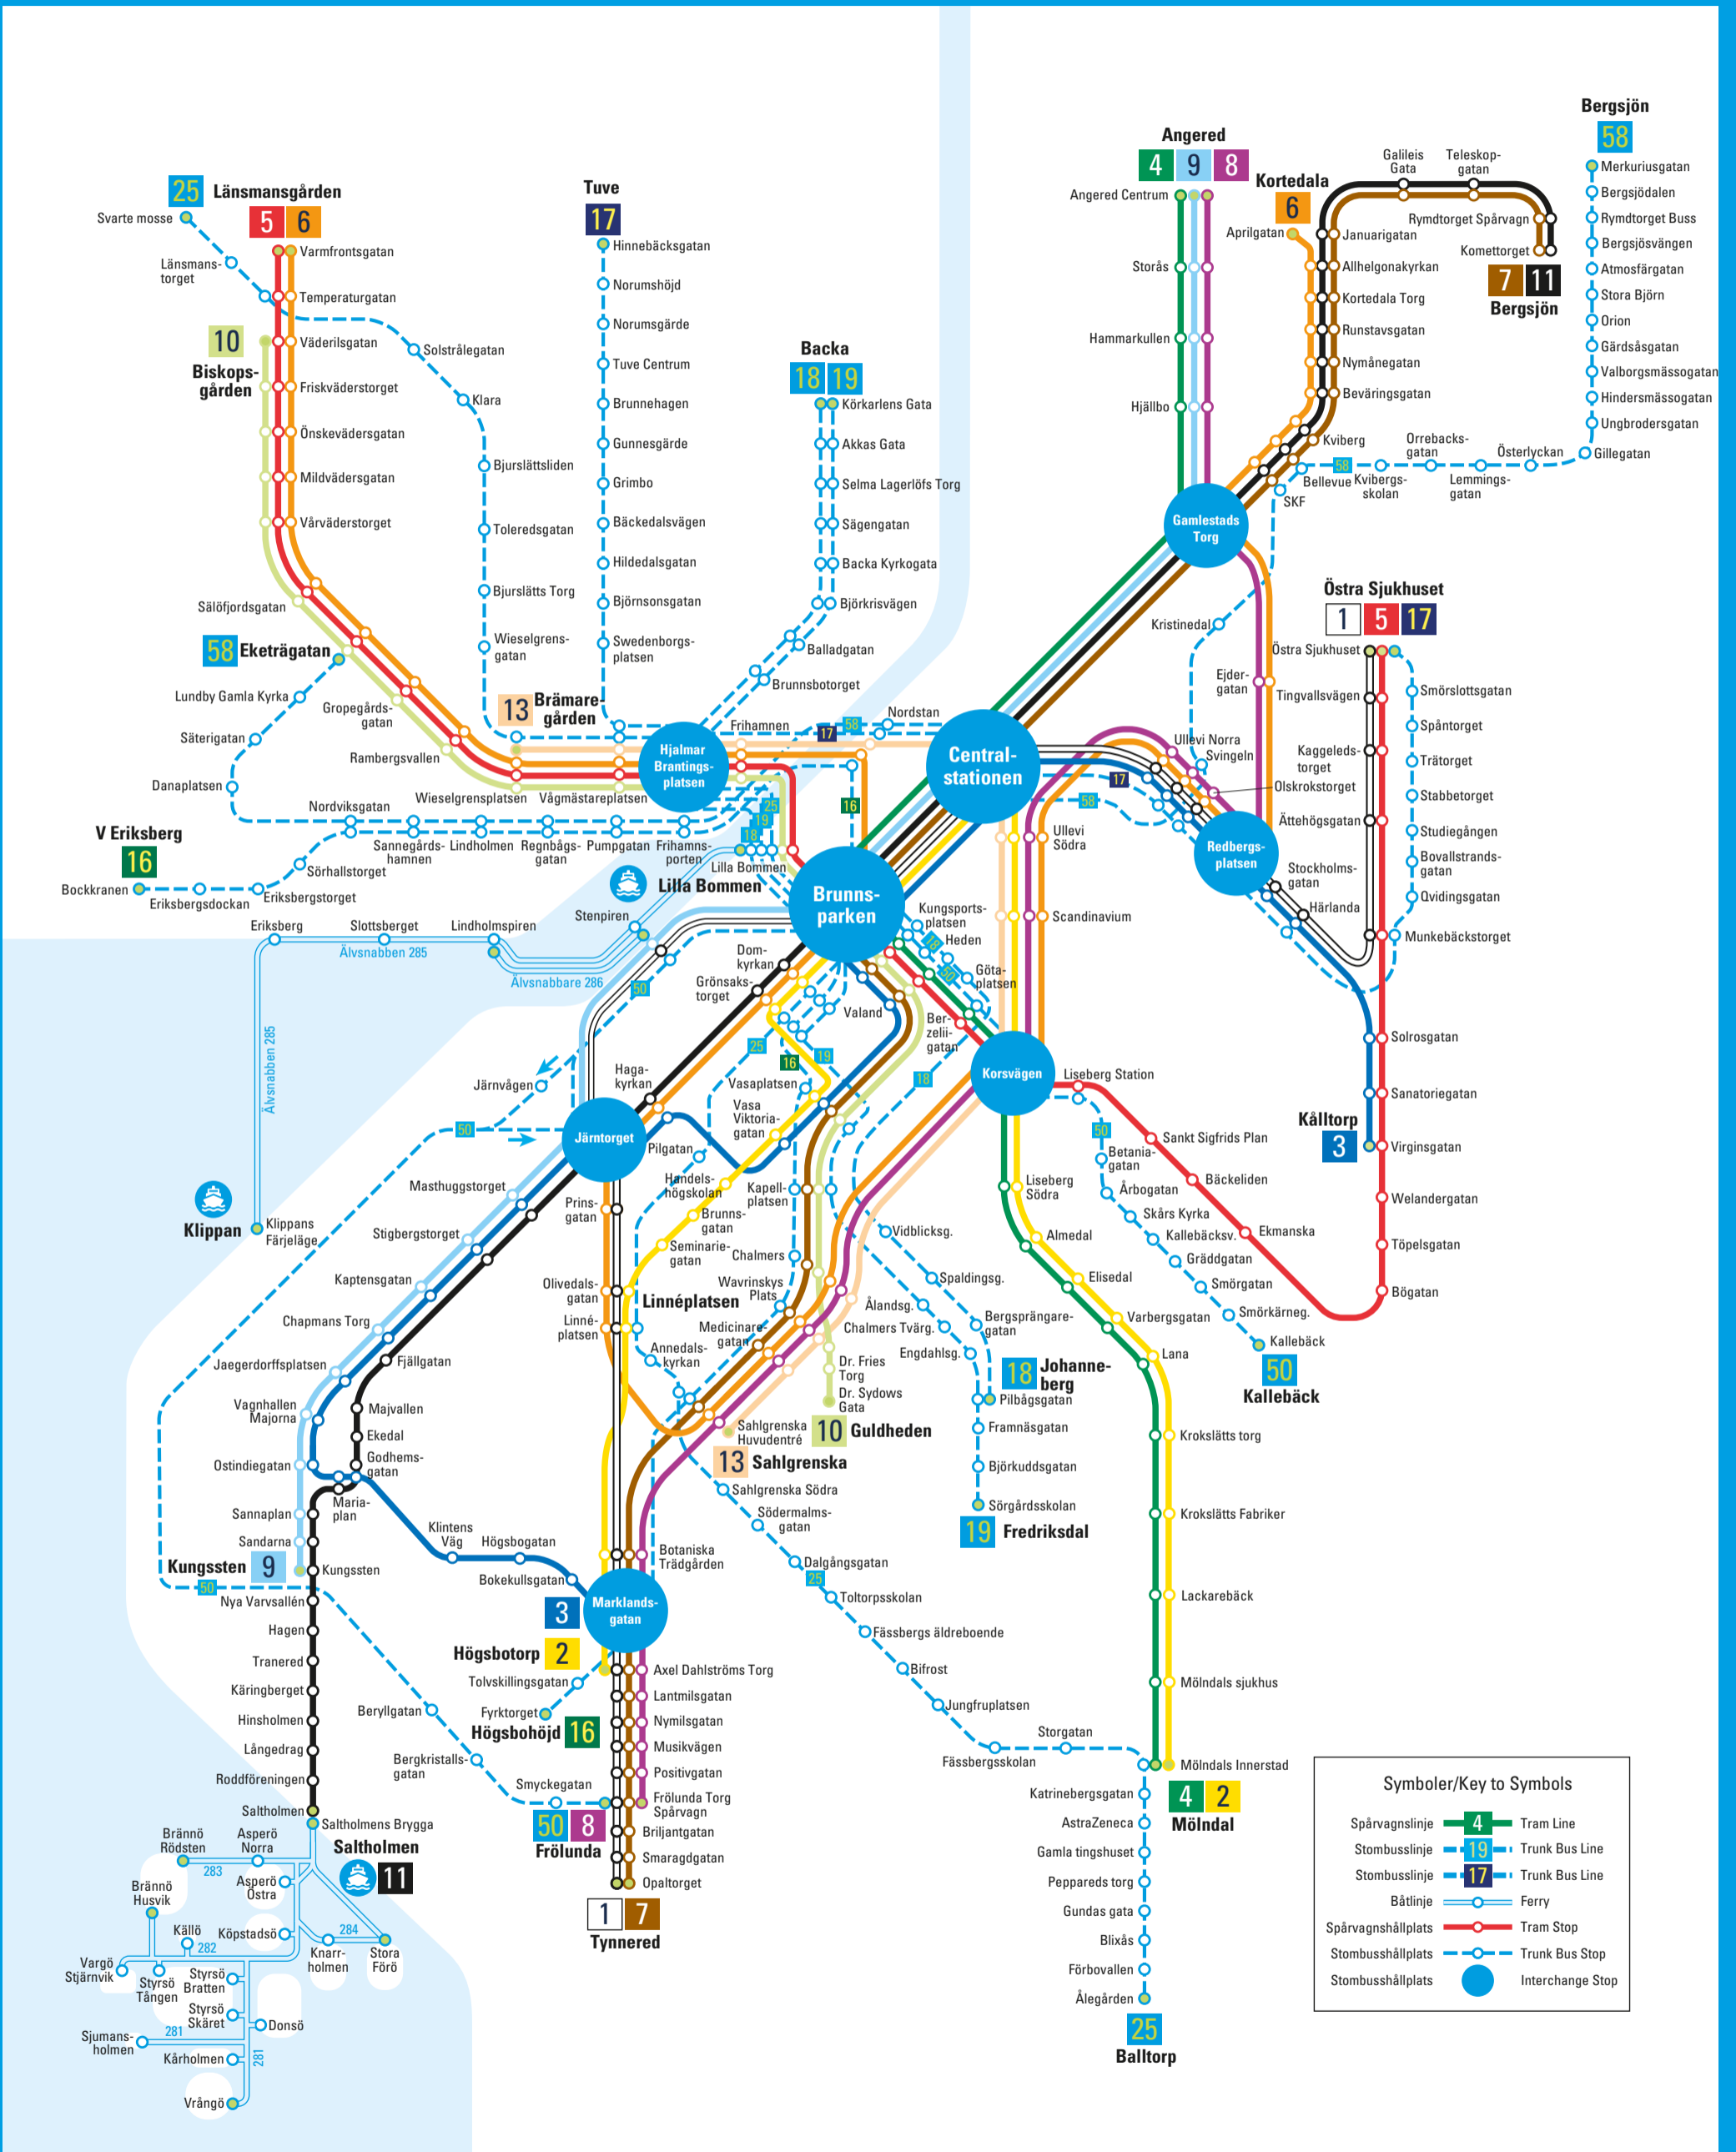 25
Länsmansgården
Svarte mosse
5 6
Varmfrontsgatan
Länsmans-
torget
Temperaturgatan
10
Biskops-
gården
Väderilsgatan
Solstrålegatan
Friskväderstorget
Klara
Önskevädersgatan
Bjurslättsliden
Mildvädersgatan
Vårväderstorget
Toleredsgatan
Bjurslätts Torg
Sälöfjordsgatan
Wieselgrens-
gatan
58 Eketrägatan
Lundby Gamla Kyrka
Gropegårds-
gatan
Säterigatan
Rambergsvallen
Danaplatsen
13 Brämare-
gården
Wieselgrensplatsen
Vågmästareplatsen
Tuve
17
Hinnebäcksgatan
Norumshöjd
Norumsgärde
Tuve Centrum
Brunnehagen
Gunnesgärde
Grimbo
Bäckedalsvägen
Hildedalsgatan
Björnsonsgatan
Swedenborgs-
platsen
Backa
18 19
Körkarlens Gata
Akkas Gata
Selma Lagerlöfs Torg
Sägengatan
Backa Kyrkogata
Björkrisvägen
Balladgatan
Brunnsbotorget
Hjalmar
Brantings-
platsen
Frihamnen
17
58
Nordstan
16
25
19
18
Nordviksgatan
Sannegårds-
hamnen
Lindholmen
Regnbågs-
gatan
Pumpgatan
Frihamns-
porten
V Eriksberg
16
Bockkranen
Eriksbergsdockan
Eriksbergstorget
Sörhallstorget
Lilla Bommen
Lilla Bommen
Stenpiren
Eriksberg
Slottsberget
Lindholmspiren
Älvsnabben 285
Älvsnabbare 286
Älvsnabben 285
50
Klippan
Klippans
Färjeläge
Järnvågen
50
Angered
4 9 8
Angered Centrum
Storås
Hammarkullen
Hjällbo
Kortedala
6
Aprilgatan
Galileis
Gata
Teleskop-
gatan
Rymdtorget Spårvagn
Komettorget
7 11
Bergsjön
Januarigatan
Allhelgonakyrkan
Kortedala Torg
Runstavsgatan
Nymånegatan
Beväringsgatan
Kviberg
Bellevue
SKF
58
Kvibergs-
skolan
Orrebacks-
gatan
Lemmings-
gatan
Österlyckan
Bergsjön
58
Merkuriusgatan
Bergsjödalen
Rymdtorget Buss
Bergsjösvängen
Atmosfärgatan
Stora Björn
Orion
Gärdsåsgatan
Valborgsmässogatan
Hindersmässogatan
Ungbrodersgatan
Gillegatan
Gamlestads
Torg
Kristinedal
Ejder-
gatan
Östra Sjukhuset
1 5 17
Östra Sjukhuset
Tingvallsvägen
Kaggeleds-
torget
Ättehögsgatan
Smörslottsgatan
Spåntorget
Trätorget
Stabbetorget
Studiegången
Bovallstrands-
gatan
Qvidingsgatan
Munkebäckstorget
Central-
stationen
Ullevi Norra
Svingeln
Olskrokstorget
17
58
Redbergs-
platsen
Stockholms-
gatan
Härlanda
Ullevi
Södra
Scandinavium
Brunns-
parken
Kungsports-
platsen
Heden
18
50
Göta-
platsen
Dom-
kyrkan
Grönsaks-
torget
Valand
Ber-
zelii-
gatan
25
16
19
18
Haga-
kyrkan
Vasaplatsen
Vasa
Viktoria-
gatan
Järntorget
Pilgatan
Handels-
högskolan
Kapell-
platsen
Brunns-
gatan
Seminarie-
gatan
Chalmers
Wavrinskys
Plats
Medicinare-
gatan
Prins-
gatan
Olivedals-
gatan
Linné-
platsen
Linnéplatsen
Annedals-
kyrkan
Korsvägen
Liseberg Station
Sankt Sigfrids Plan
Bäckeliden
Ekmanska
50
Betania-
gatan
Årbogatan
Skårs Kyrka
Kallebäcksv.
Gräddgatan
Smörgatan
Smörkärneg.
Kallebäck
50
Kallebäck
Solrosgatan
Sanatoriegatan
Kålltorp
3
Virginsgatan
Welandergatan
Töpelsgatan
Bögatan
Liseberg
Södra
Almedal
Elisedal
Varbergsgatan
Lana
Krokslätts torg
Krokslätts Fabriker
Lackarebäck
Mölndals sjukhus
Mölndals Innerstad
4 2
Mölndal
Vidblicksg.
Spaldingsg.
Ålandsg.
Chalmers Tvärg.
Bergsprängare-
gatan
Engdahlsg.
18 Johanne-
berg
Pilbågsgatan
Framnäsgatan
Björkuddsgatan
Sörgårdsskolan
19 Fredriksdal
Dr. Fries
Torg
Dr. Sydows
Gata
10 Guldheden
Sahlgrenska
Huvudentré
13 Sahlgrenska
Sahlgrenska Södra
Södermalms-
gatan
Dalgångsgatan
25
Toltorpsskolan
Fässbergs äldreboende
Bifrost
Jungfruplatsen
Fässbergsskolan
Storgatan
Katrinebergsgatan
AstraZeneca
Gamla tingshuset
Peppareds torg
Gundas gata
Blixås
Förbovallen
Ålegården
25
Balltorp
Masthuggstorget
Stigbergstorget
Kaptensgatan
Chapmans Torg
Jaegerdorffsplatsen
Fjällgatan
Vagnhallen
Majorna
Majvallen
Ekedal
Ostindiegatan
Godhems-
gatan
Maria-
plan
Sannaplan
Sandarna
Kungssten 9
Kungssten
50
Klintens
Väg
Högsbogatan
Bokekullsgatan
Botaniska
Trädgården
Marklands-
gatan
3
Högsbotorp 2
Tolvskillingsgatan
Fyrktorget
Högsbohöjd 16
Axel Dahlströms Torg
Lantmilsgatan
Nymilsgatan
Musikvägen
Positivgatan
Frölunda Torg
Spårvagn
Briljantgatan
Smaragdgatan
Opaltorget
1 7
Tynnered
Beryllgatan
Bergkristalls-
gatan
Smyckegatan
50 8
Frölunda
Nya Varvsallén
Hagen
Tranered
Käringberget
Hinsholmen
Långedrag
Roddföreningen
Saltholmen
Saltholmens Brygga
Saltholmen
11
Brännö
Rödsten
Asperö
Norra
283
Asperö
Östra
Brännö
Husvik
Källö
282
Köpstadsö
284
Knarr-
holmen
Stora
Förö
Vargö
Stjärnvik
Styrsö
Tången
Styrsö
Bratten
Styrsö
Skäret
Donsö
281
Sjumans-
holmen
Kårholmen
281
Vrångö
Symboler/Key to Symbols
Spårvagnslinje 4 Tram Line
Stombusslinje 19 Trunk Bus Line
Stombusslinje 17 Trunk Bus Line
Båtlinje Ferry
Spårvagnshållplats Tram Stop
Stombusshållplats Trunk Bus Stop
Stombusshållplats Interchange Stop